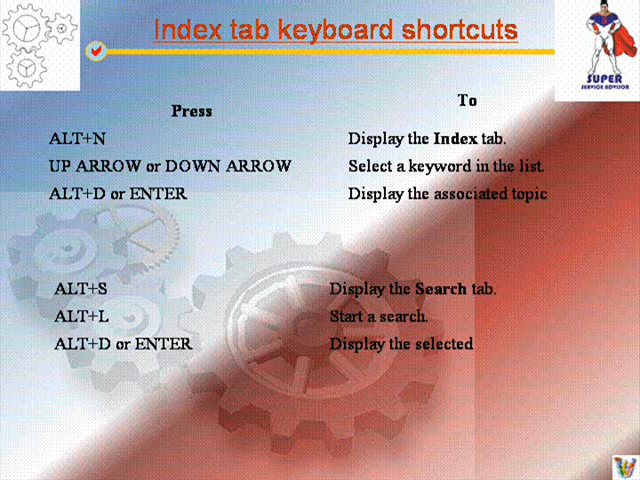 Index tab keyboard shortcuts
SUPER
SERVICE ADVISOR
Press To
ALT+N Display the Index tab.
UP ARROW or DOWN ARROW Select a keyword in the list.
ALT+D or ENTER Display the associated topic
ALT+S Display the Search tab.
ALT+L Start a search.
ALT+D or ENTER Display the selected